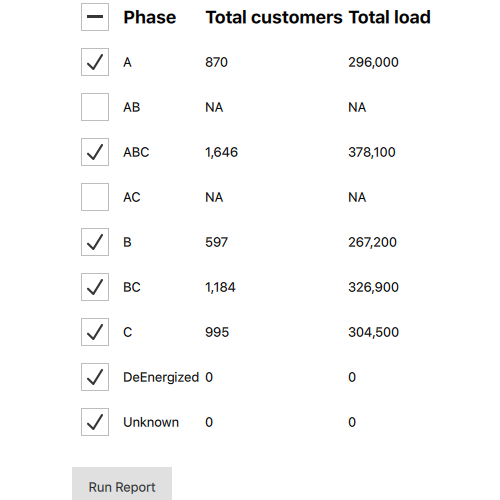 Phase Total customers Total load
A 870 296,000
AB NA NA
ABC 1,646 378,100
AC NA NA
B 597 267,200
BC 1,184 326,900
C 995 304,500
DeEnergized 0 0
Unknown 0 0
Run Report